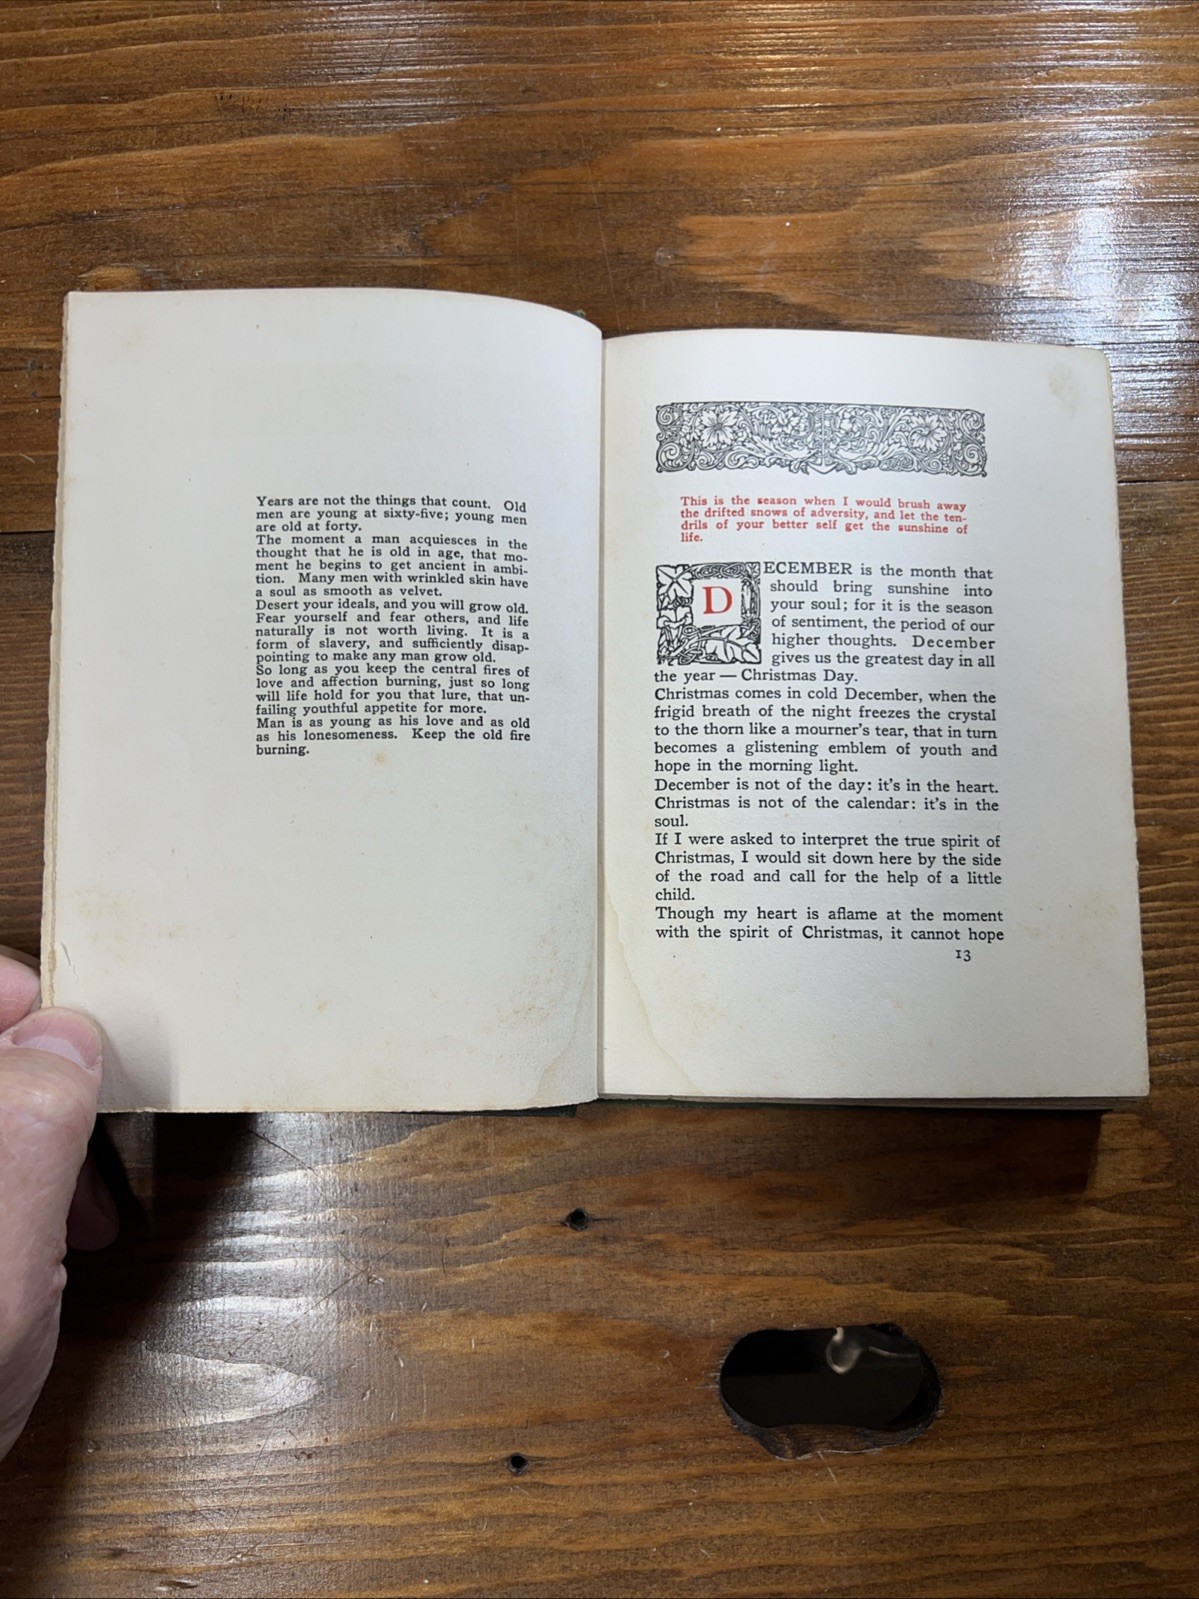 Years are not the things that count. Old
men are young at sixty-five; young men
are old at forty.
The moment a man acquiesces in the
thought that he is old in age, that mo-
ment he begins to get ancient in ambi-
tion. Many men with wrinkled skin have
a soul as smooth as velvet.
Desert your ideals, and you will grow old.
Fear yourself and fear others, and life
naturally is not worth living. It is a
form of slavery, and sufficiently disap-
pointing to make any man grow old.
So long as you keep the central fires of
love and affection burning, just so long
will life hold for you that lure, that un-
failing youthful appetite for more.
Man is as young as his love and as old
as his lonesomeness. Keep the old fire
burning.
This is the season when I would brush away
the drifted snows of adversity, and let the ten-
drils of your better self get the sunshine of
life.
DECEMBER is the month that
should bring sunshine into
your soul; for it is the season
of sentiment, the period of our
higher thoughts. December
gives us the greatest day in all
the year — Christmas Day.
Christmas comes in cold December, when the
frigid breath of the night freezes the crystal
to the thorn like a mourner's tear, that in turn
becomes a glistening emblem of youth and
hope in the morning light.
December is not of the day: it's in the heart.
Christmas is not of the calendar: it's in the
soul.
If I were asked to interpret the true spirit of
Christmas, I would sit down here by the side
of the road and call for the help of a little
child.
Though my heart is aflame at the moment
with the spirit of Christmas, it cannot hope
13